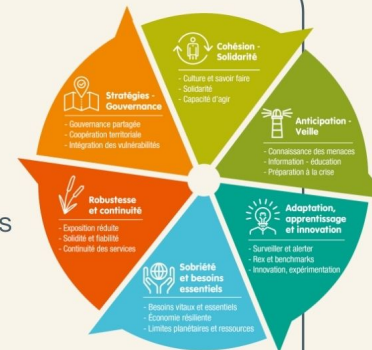 Cohésion -
Solidarité
- Culture et savoir faire
- Solidarité
- Capacité d'agir
Anticipation -
Veille
- Connaissance des menaces
- Information - éducation
- Préparation à la crise
Adaptation,
apprentissage
et innovation
- Surveiller et alerter
- Rex et benchmarks
- Innovation, expérimentation
Sobriété
et besoins
essentiels
- Besoins vitaux et essentiels
- Économie résiliente
- Limites planétaires et ressources
Robustesse
et continuité
- Exposition réduite
- Solidité et fiabilité
- Continuité des services
Stratégies -
Gouvernance
- Gouvernance partagée
- Coopération territoriale
- Intégration des vulnérabilités
s